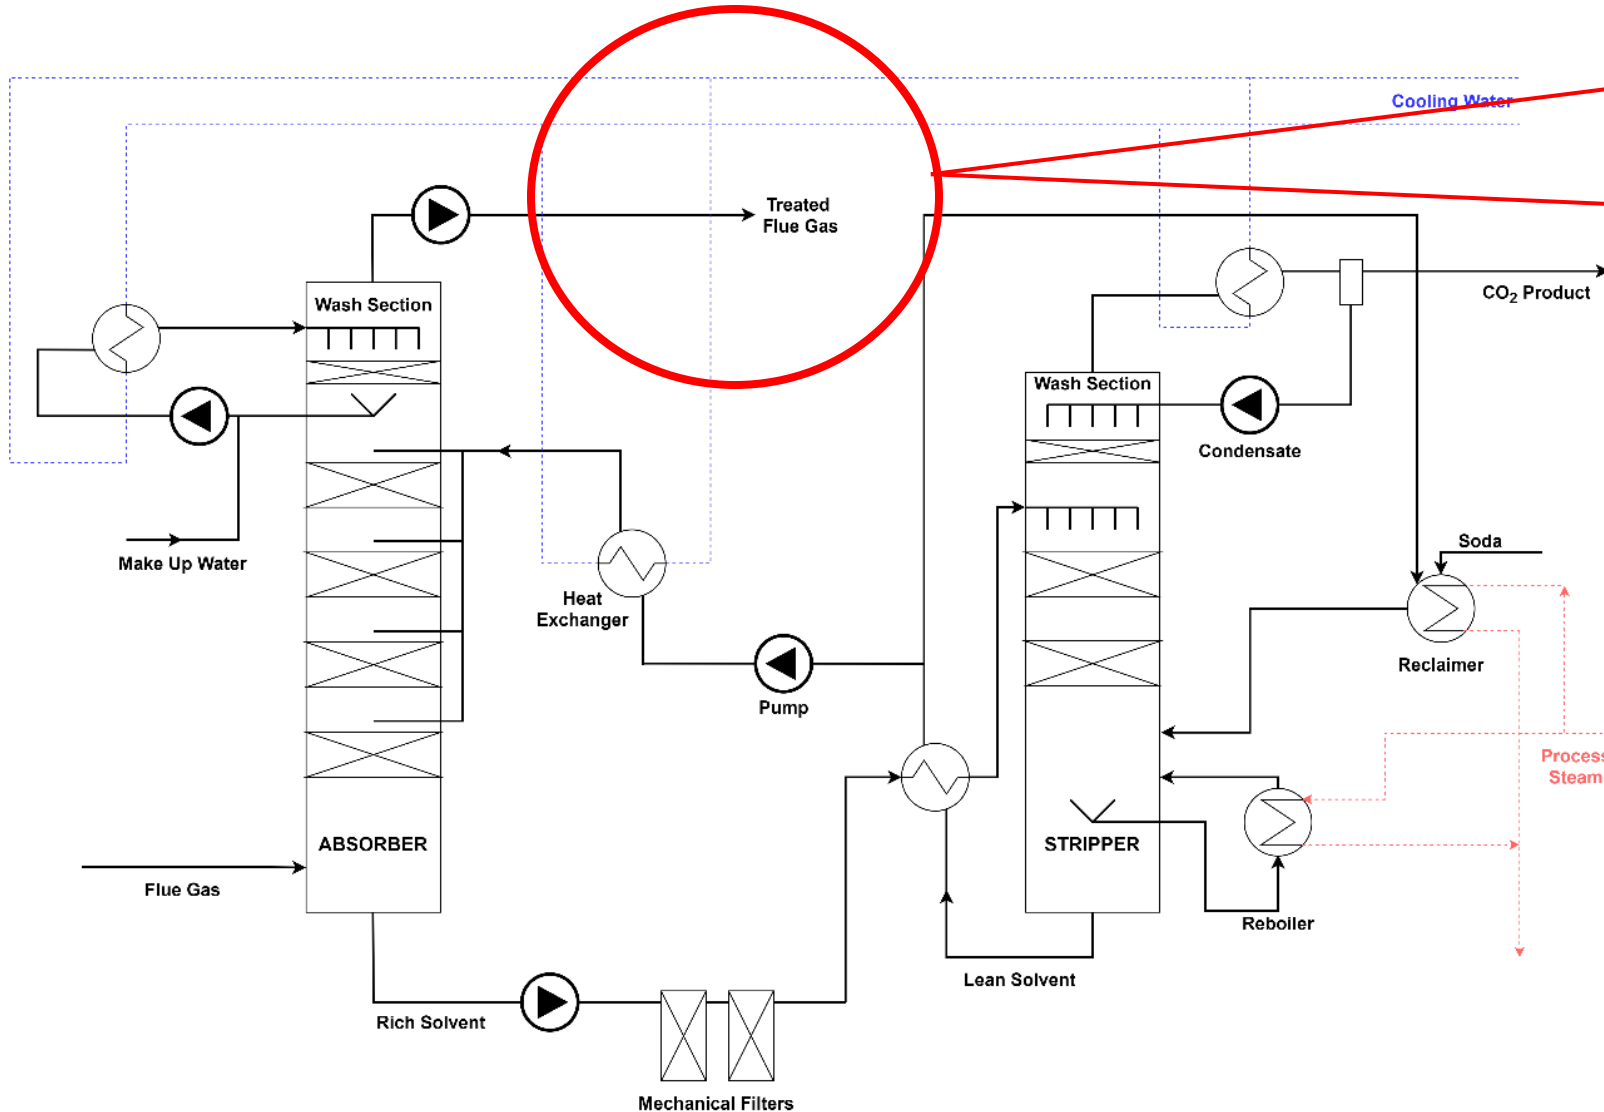 Cooling Water
Treated
Flue Gas
CO₂ Product
Wash Section
Wash Section
Condensate
Make Up Water
Soda
Heat
Exchanger
Reclaimer
Pump
Process
Steam
ABSORBER
STRIPPER
Flue Gas
Reboiler
Lean Solvent
Rich Solvent
Mechanical Filters